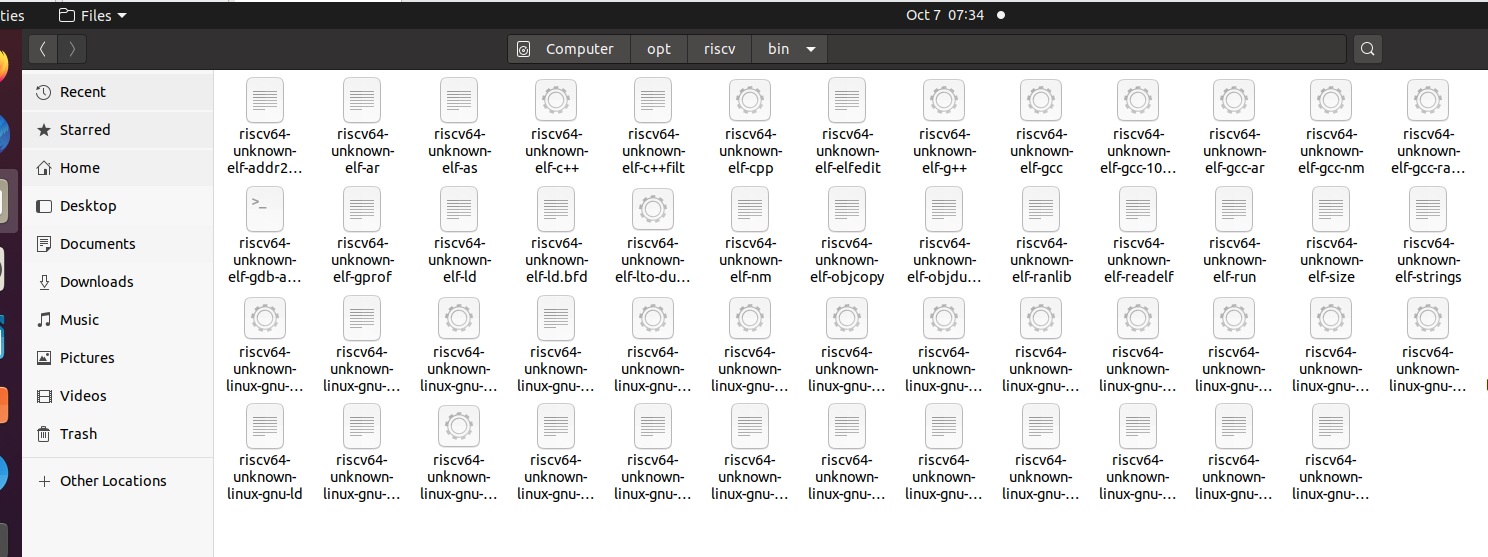 ties Files Oct 7 07:34
Computer opt riscv bin
Recent
Starred
Home
Desktop
Documents
Downloads
Music
Pictures
Videos
Trash
Other Locations
riscv64- riscv64- riscv64- riscv64- riscv64- riscv64- riscv64- riscv64- riscv64- riscv64- riscv64- riscv64- riscv64-
unknown- unknown- unknown- unknown- unknown- unknown- unknown- unknown- unknown- unknown- unknown- unknown- unknown-
elf-addr2... elf-ar elf-as elf-c++ elf-c++filt elf-cpp elf-elfedit elf-g++ elf-gcc elf-gcc-10... elf-gcc-ar elf-gcc-nm elf-gcc-ra...
>_
riscv64- riscv64- riscv64- riscv64- riscv64- riscv64- riscv64- riscv64- riscv64- riscv64- riscv64- riscv64- riscv64-
unknown- unknown- unknown- unknown- unknown- unknown- unknown- unknown- unknown- unknown- unknown- unknown- unknown-
elf-gdb-a... elf-gprof elf-ld elf-ld.bfd elf-lto-du... elf-nm elf-objcopy elf-objdu... elf-ranlib elf-readelf elf-run elf-size elf-strings
riscv64- riscv64- riscv64- riscv64- riscv64- riscv64- riscv64- riscv64- riscv64- riscv64- riscv64- riscv64- riscv64-
unknown- unknown- unknown- unknown- unknown- unknown- unknown- unknown- unknown- unknown- unknown- unknown- unknown-
linux-gnu-... linux-gnu-... linux-gnu-... linux-gnu-... linux-gnu-... linux-gnu-... linux-gnu-... linux-gnu-... linux-gnu-... linux-gnu-... linux-gnu-... linux-gnu-... linux-gnu-...
riscv64- riscv64- riscv64- riscv64- riscv64- riscv64- riscv64- riscv64- riscv64- riscv64- riscv64- riscv64-
unknown- unknown- unknown- unknown- unknown- unknown- unknown- unknown- unknown- unknown- unknown- unknown-
linux-gnu-ld linux-gnu-... linux-gnu-... linux-gnu-... linux-gnu-... linux-gnu-... linux-gnu-... linux-gnu-... linux-gnu-... linux-gnu-... linux-gnu-... linux-gnu-...